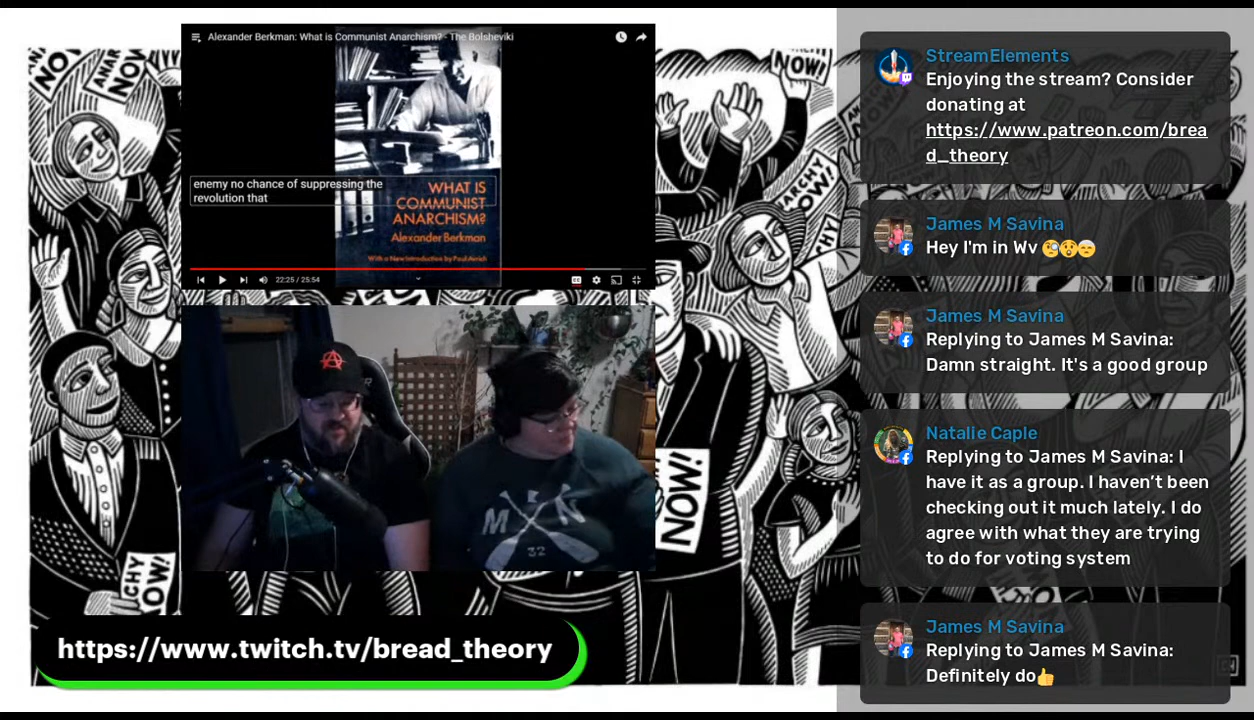 Alexander Berkman: What is Communist Anarchism? - The Bolsheviki
enemy no chance of suppressing the
revolution that
WHAT IS
COMMUNIST
ANARCHISM?
Alexander Berkman
With a New Introduction by Paul Avrich
22:25 / 25:54
NOW!
NOW!
ANARCHY
NOW!
NOW!
CHY
NOW!
M N
32
https://www.twitch.tv/bread_theory
StreamElements
Enjoying the stream? Consider
donating at
https://www.patreon.com/brea
d_theory
James M Savina
Hey I'm in Wv 🧐😲🤯
James M Savina
Replying to James M Savina:
Damn straight. It's a good group
Natalie Caple
Replying to James M Savina: I
have it as a group. I haven’t been
checking out it much lately. I do
agree with what they are trying
to do for voting system
James M Savina
Replying to James M Savina:
Definitely do👍